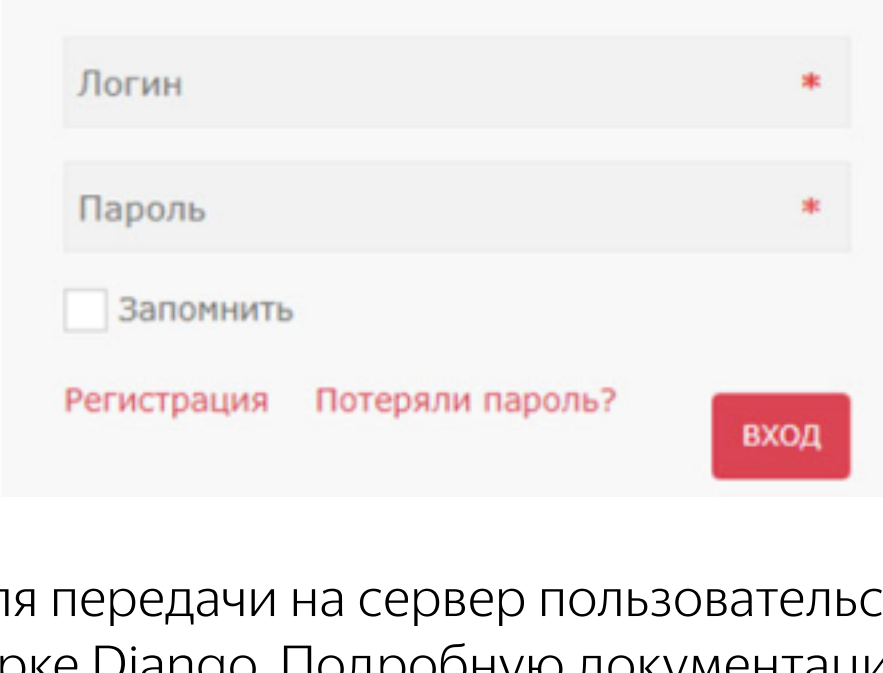 Логин *
Пароль *
Запомнить
Регистрация Потеряли пароль?
ВХОД
ля передачи на сервер пользовательс
рке Django. Подробную документаци